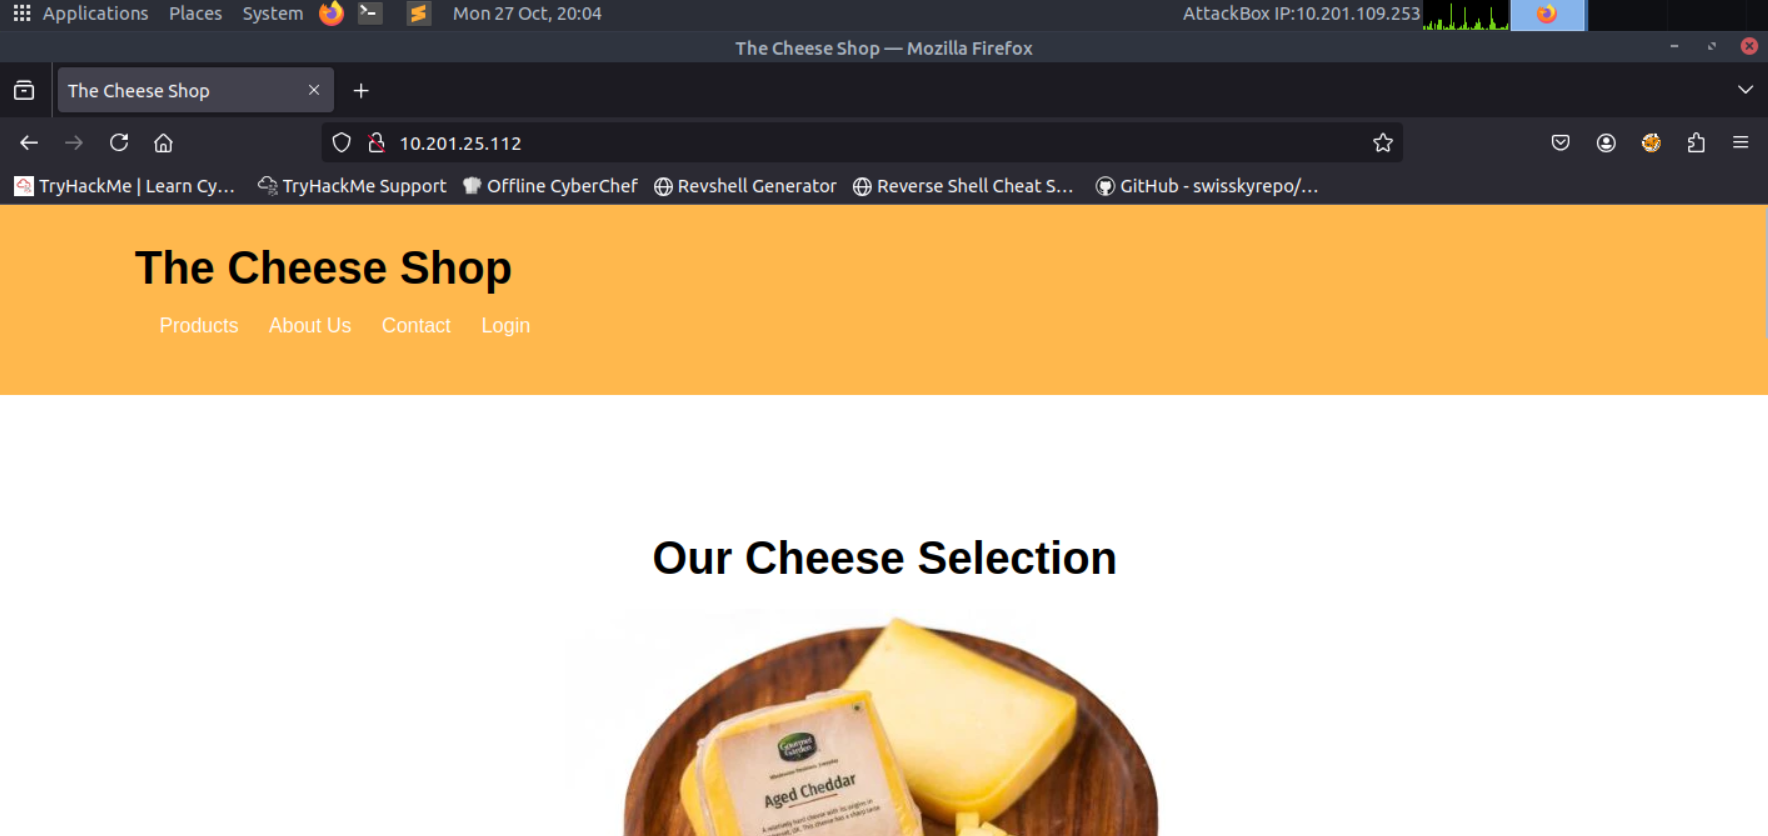 Applications Places System Mon 27 Oct, 20:04 AttackBox IP:10.201.109.253
The Cheese Shop — Mozilla Firefox
The Cheese Shop
10.201.25.112
TryHackMe | Learn Cy... TryHackMe Support Offline CyberChef Revshell Generator Reverse Shell Cheat S... GitHub - swisskyrepo/...
The Cheese Shop
Products About Us Contact Login
Our Cheese Selection
Gourmet
Garden
Aged Cheddar